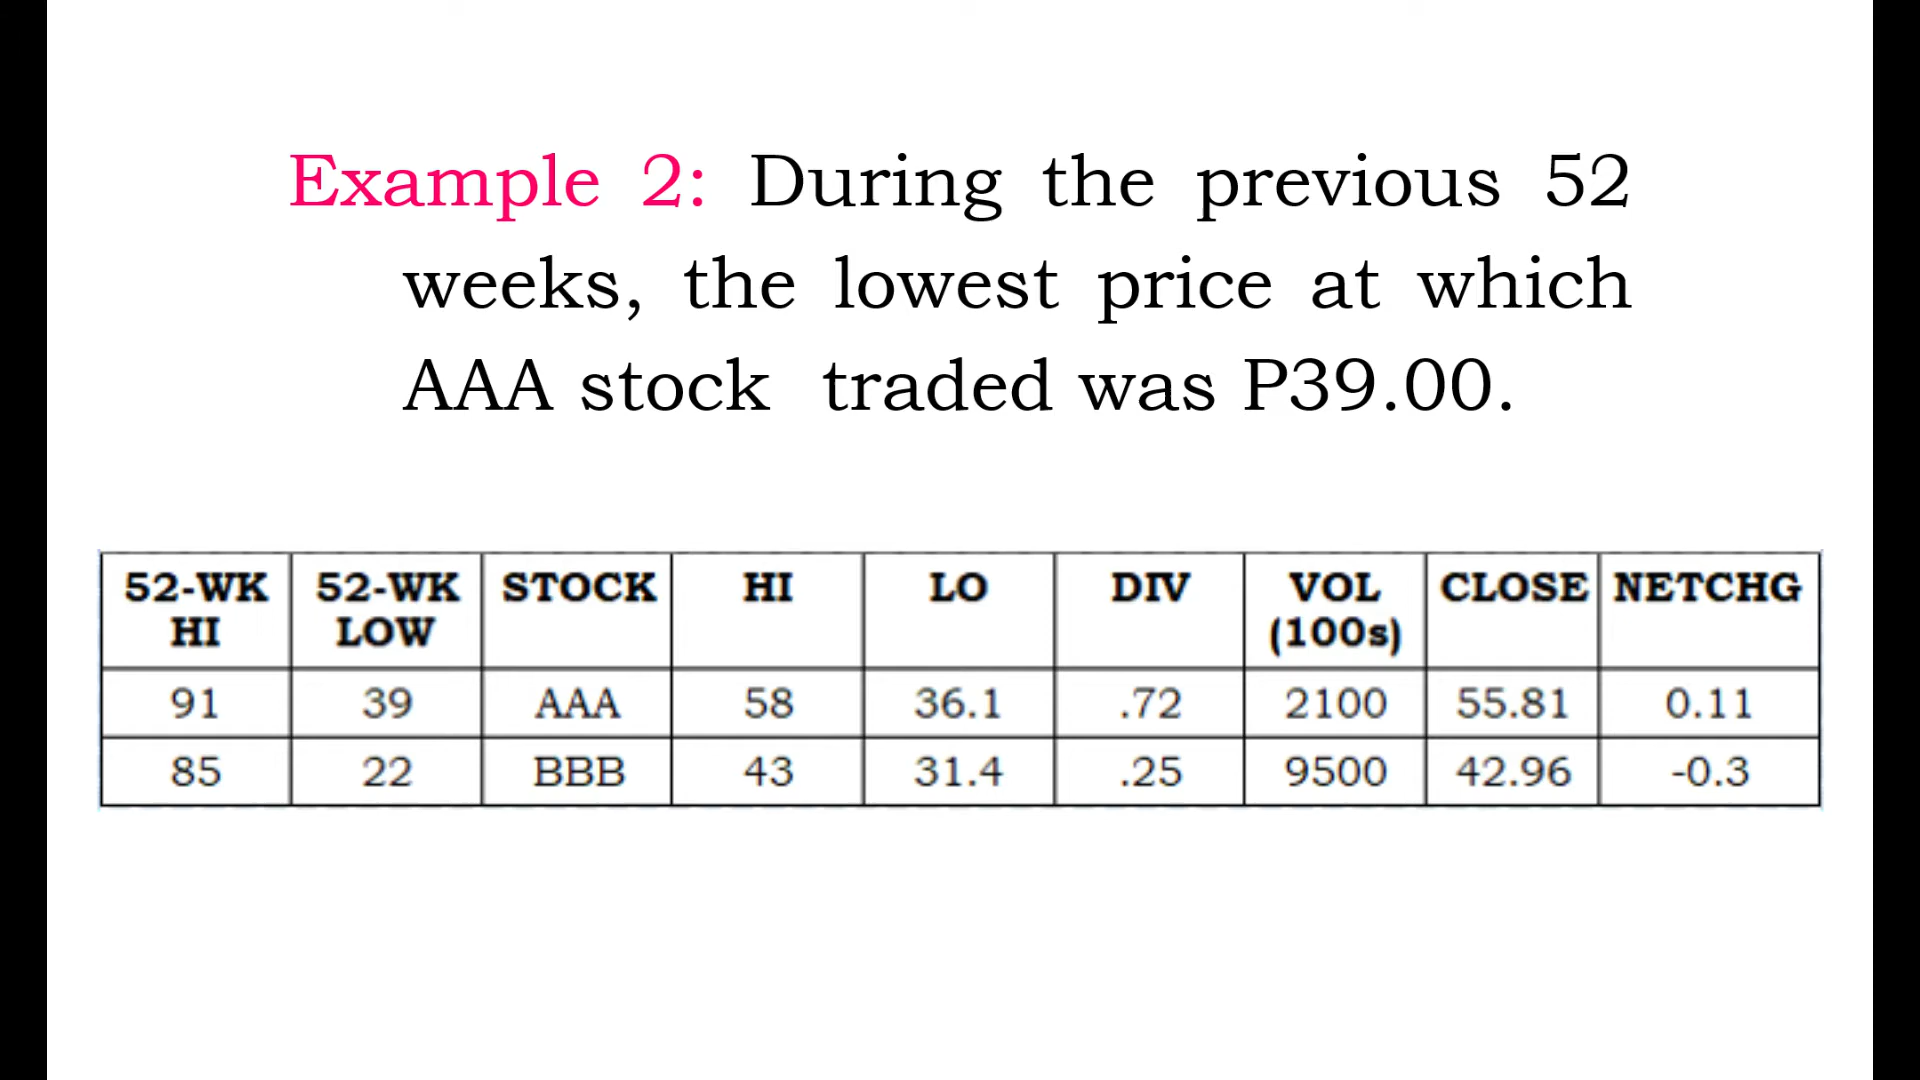 Example 2: During the previous 52
weeks, the lowest price at which
AAA stock traded was P39.00.
52-WK HI 52-WK LOW STOCK HI LO DIV VOL (100s) CLOSE NETCHG
91 39 AAA 58 36.1 .72 2100 55.81 0.11
85 22 BBB 43 31.4 .25 9500 42.96 -0.3